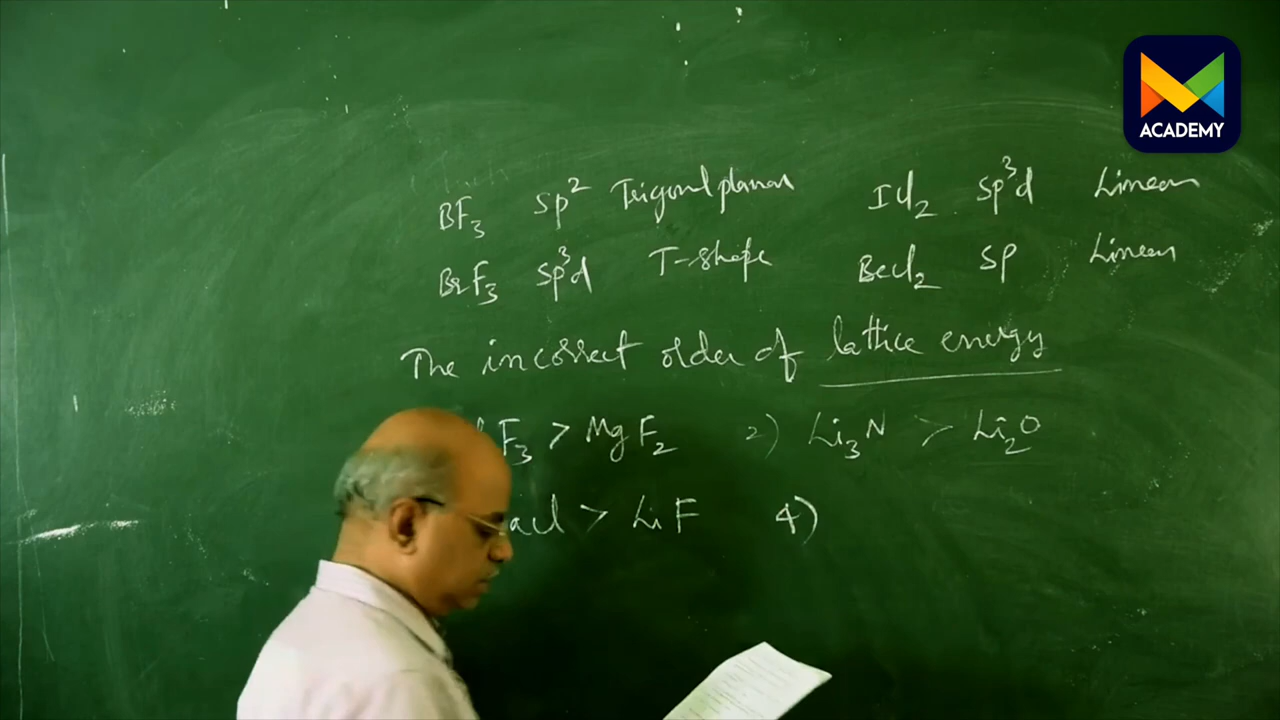 ACADEMY
BF3 sp2 Trigonal planar ICl2 sp3d Linear
BrF3 sp3d T-shape BeCl2 sp Linear
The incorrect order of lattice energy
F3 > MgF2 2) Li3N > Li2O
aCl > LiF 4)